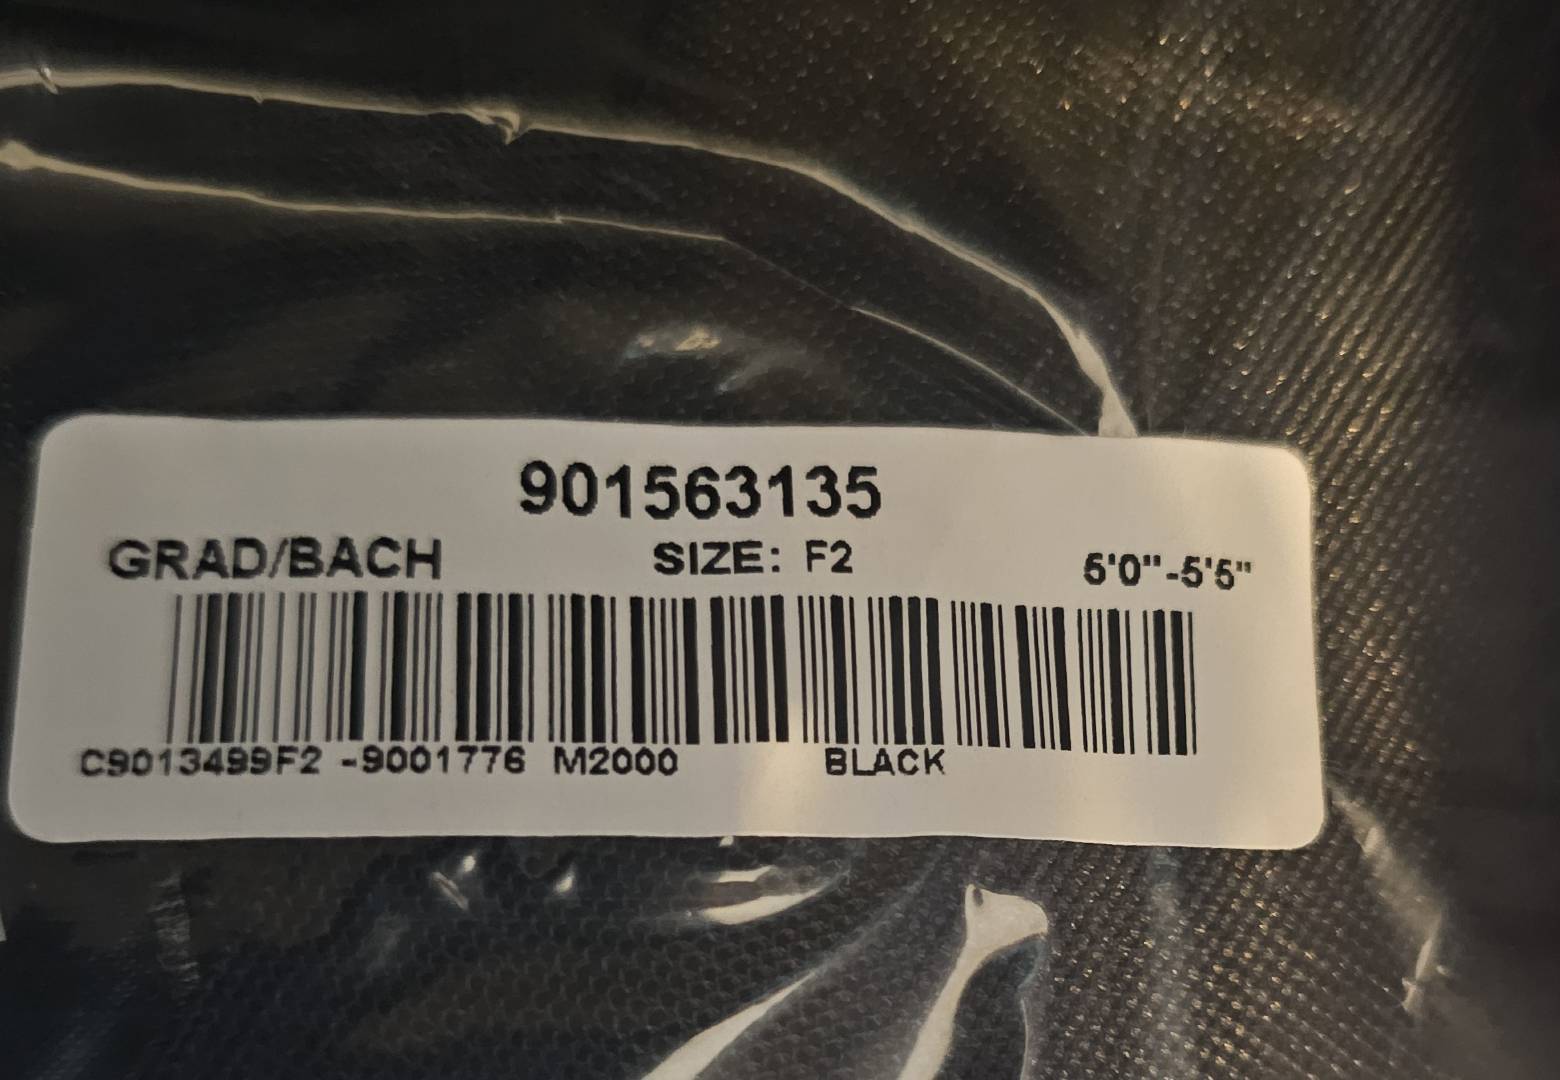 901563135
GRAD/BACH SIZE: F2 5'0"-5'5"
C9013499F2 -9001776 M2000 BLACK